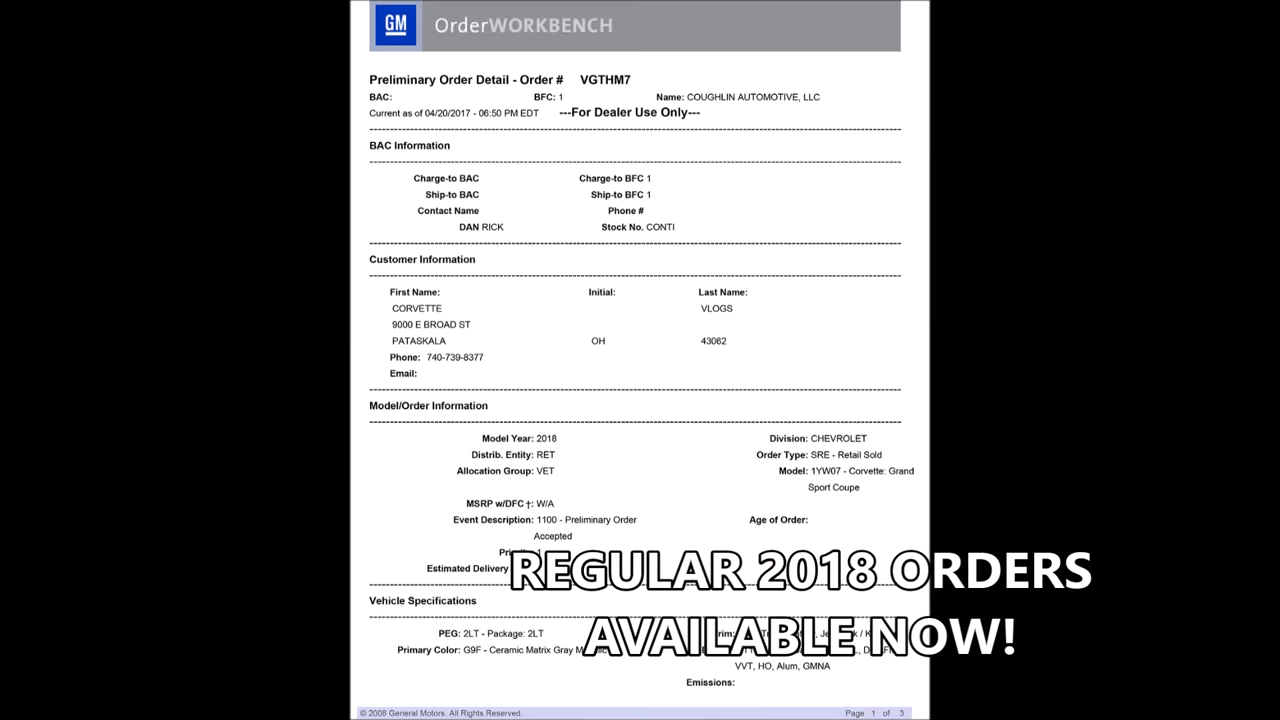 GM OrderWORKBENCH
Preliminary Order Detail - Order # VGTHM7
BAC: BFC: 1 Name: COUGHLIN AUTOMOTIVE, LLC
Current as of 04/20/2017 - 06:50 PM EDT ---For Dealer Use Only---
BAC Information
Charge-to BAC Charge-to BFC 1
Ship-to BAC Ship-to BFC 1
Contact Name Phone #
DAN RICK Stock No. CONTI
Customer Information
First Name: Initial: Last Name:
CORVETTE VLOGS
9000 E BROAD ST
PATASKALA OH 43062
Phone: 740-739-8377
Email:
Model/Order Information
Model Year: 2018 Division: CHEVROLET
Distrib. Entity: RET Order Type: SRE - Retail Sold
Allocation Group: VET Model: 1YW07 - Corvette: Grand
Sport Coupe
MSRP w/DFC †: W/A
Event Description: 1100 - Preliminary Order Age of Order:
Accepted
Estimated Delivery
REGULAR 2018 ORDERS
AVAILABLE NOW!
Vehicle Specifications
PEG: 2LT - Package: 2LT
Primary Color: G9F - Ceramic Matrix Gray
VVT, HO, Alum, GMNA
Emissions:
© 2008 General Motors. All Rights Reserved. Page 1 of 3